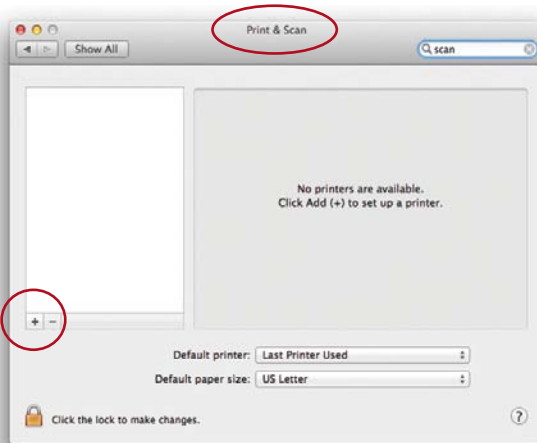 Print & Scan
Show All
scan
No printers are available.
Click Add (+) to set up a printer.
+ −
Default printer: Last Printer Used
Default paper size: US Letter
Click the lock to make changes.
?